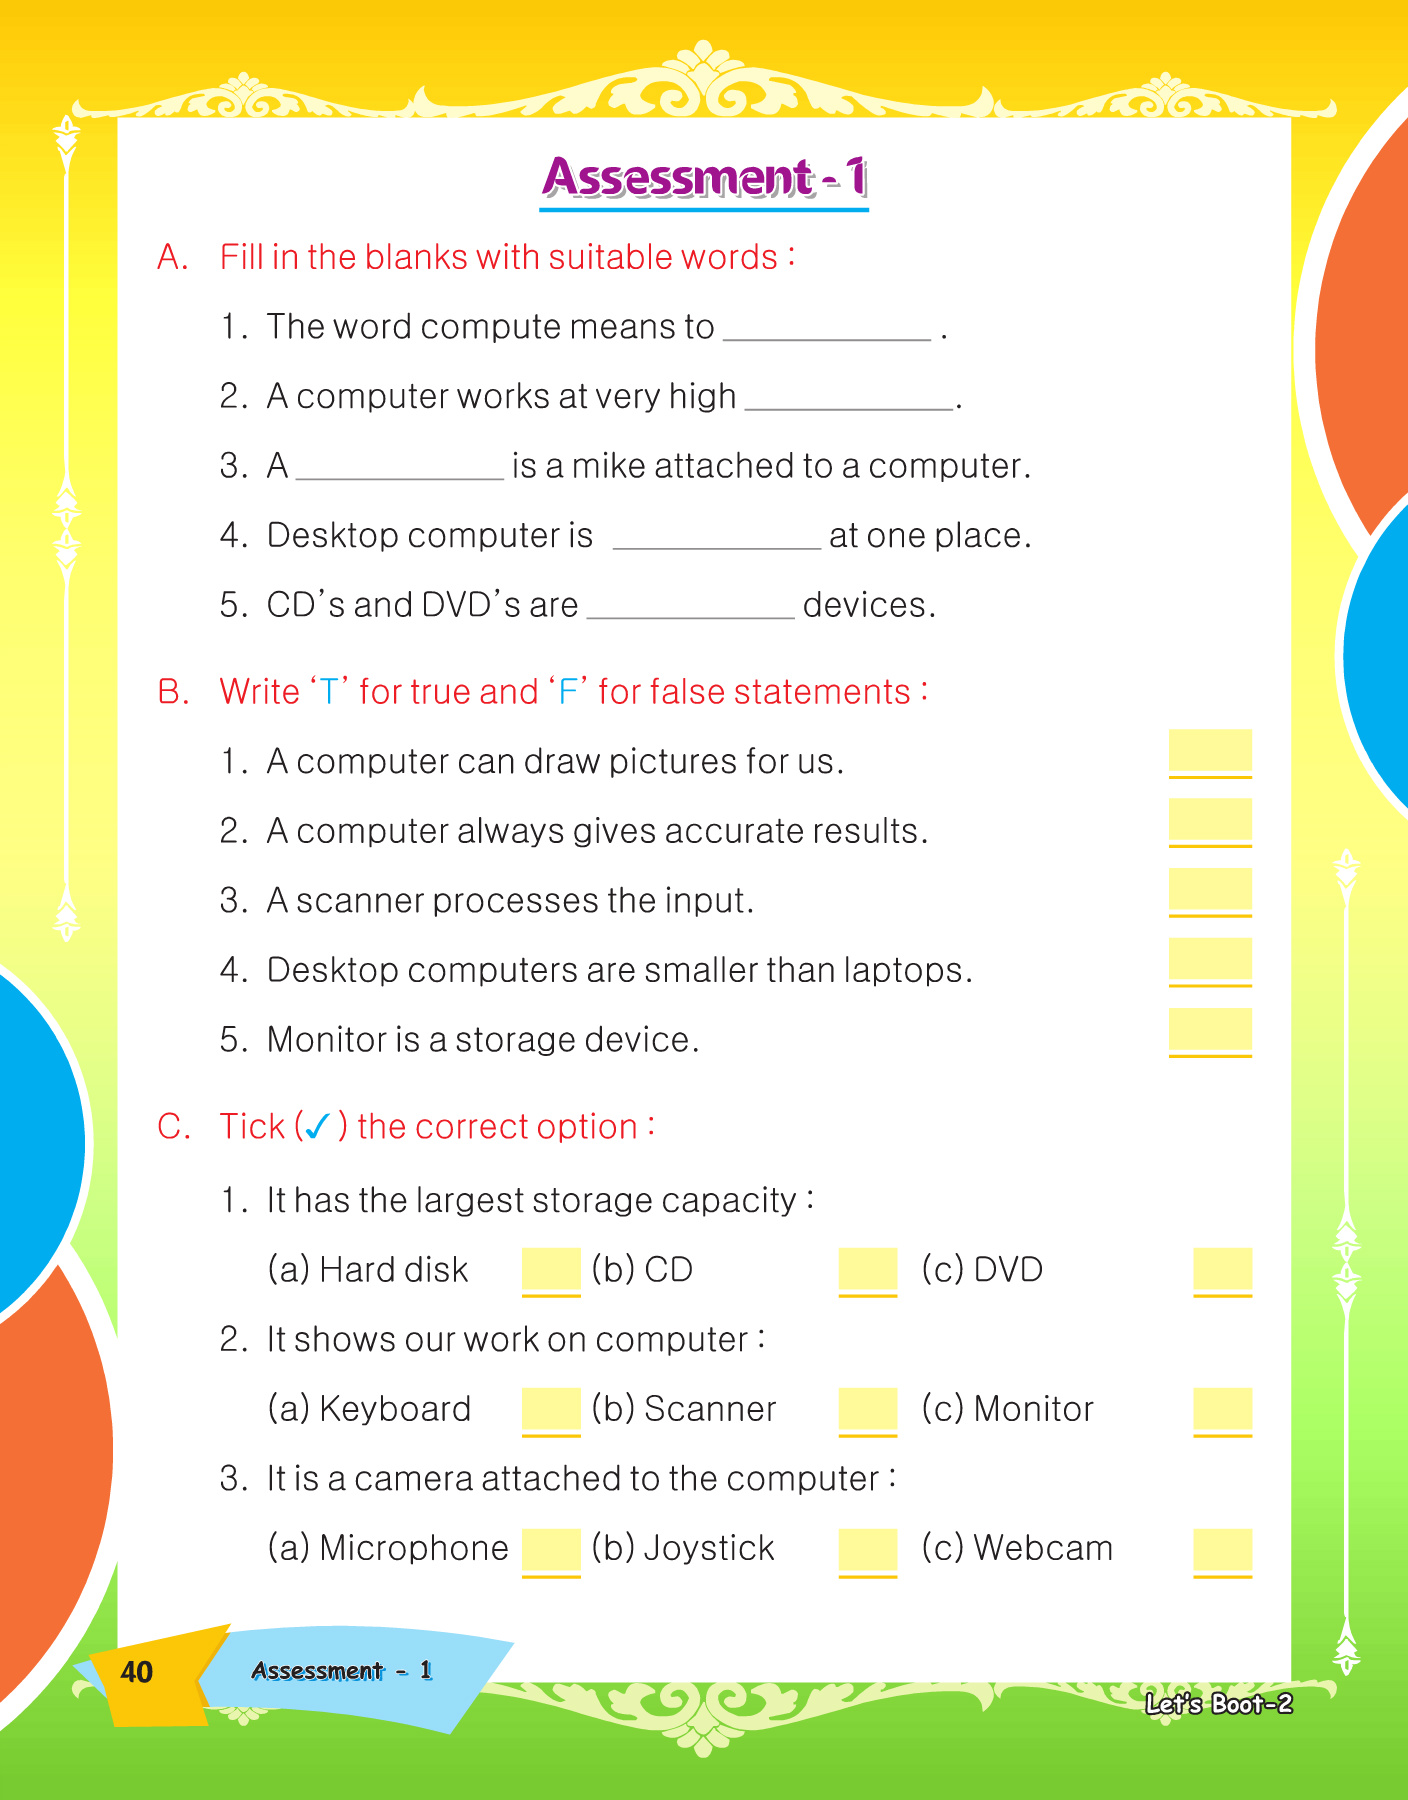 Assessment - 1
A. Fill in the blanks with suitable words :
1. The word compute means to ____________ .
2. A computer works at very high ____________.
3. A ____________ is a mike attached to a computer.
4. Desktop computer is ____________ at one place.
5. CD’s and DVD’s are ____________ devices.
B. Write ‘T’ for true and ‘F’ for false statements :
1. A computer can draw pictures for us.
2. A computer always gives accurate results.
3. A scanner processes the input.
4. Desktop computers are smaller than laptops.
5. Monitor is a storage device.
C. Tick (✓) the correct option :
1. It has the largest storage capacity :
(a) Hard disk (b) CD (c) DVD
2. It shows our work on computer :
(a) Keyboard (b) Scanner (c) Monitor
3. It is a camera attached to the computer :
(a) Microphone (b) Joystick (c) Webcam
40 Assessment - 1
Let's Boot-2